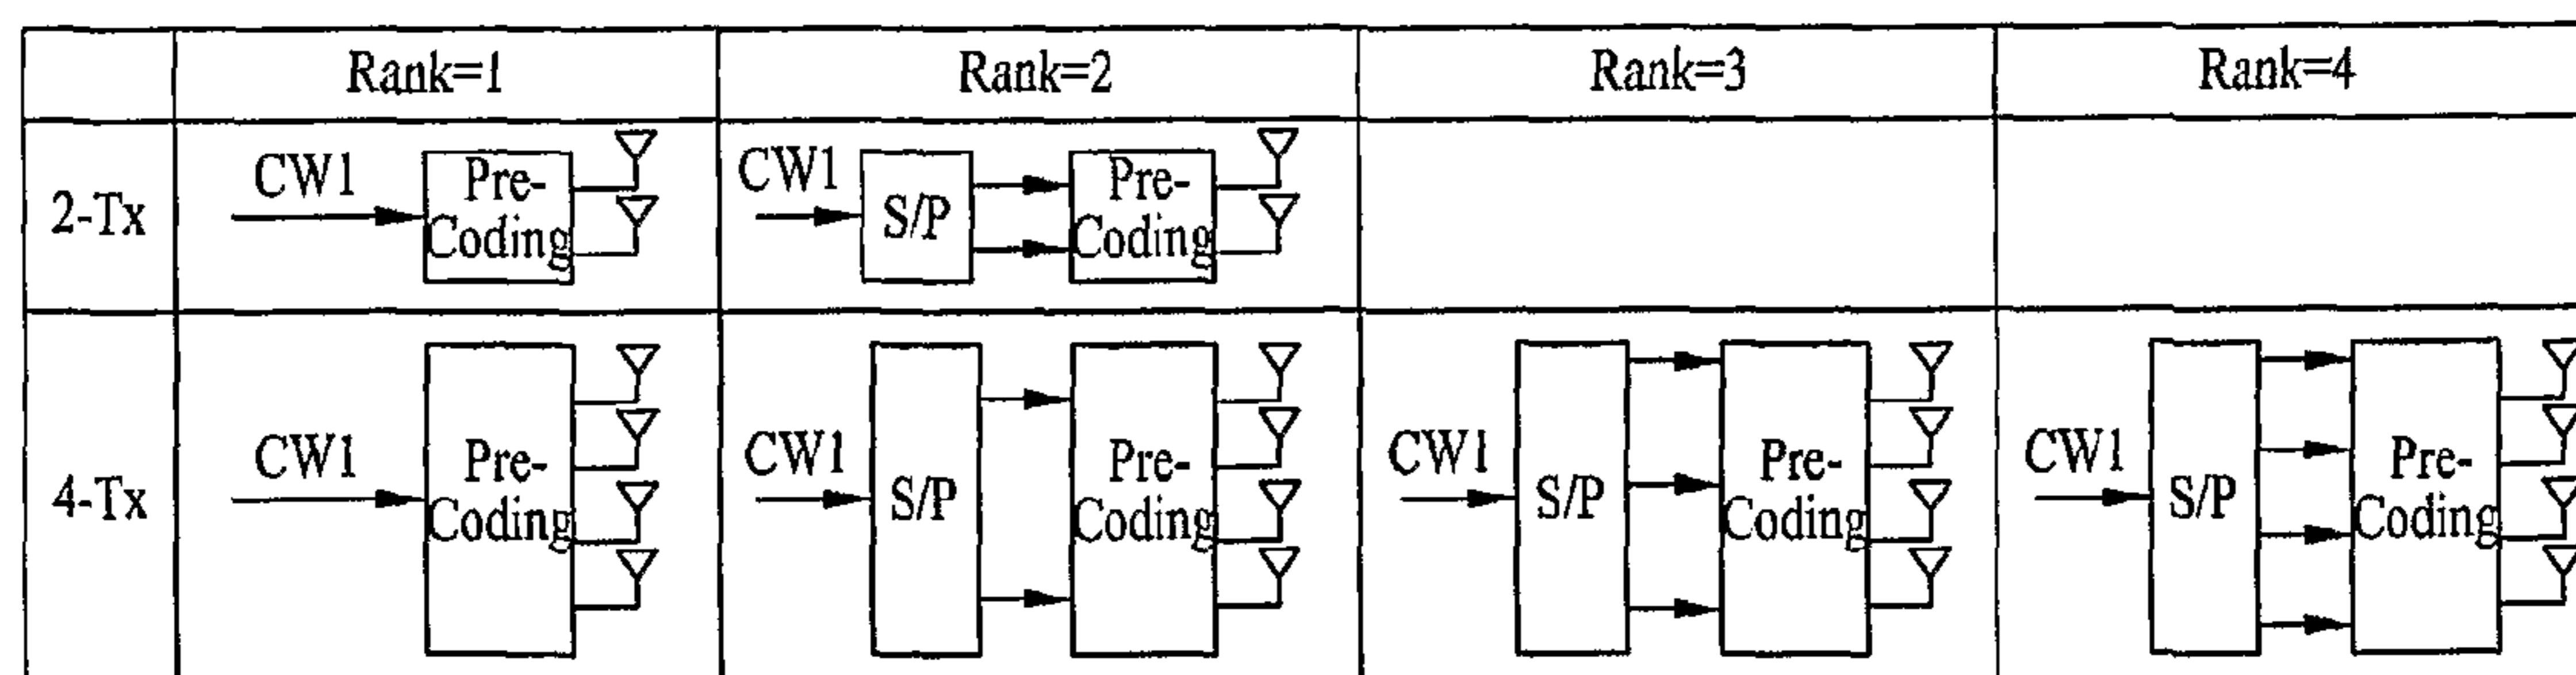 Rank=1
Rank=2
Rank=3
Rank=4
2-Tx
CW1
Pre-
Coding
CW1
S/P
Pre-
Coding
4-Tx
CW1
Pre-
Coding
CW1
S/P
Pre-
Coding
CW1
S/P
Pre-
Coding
CW1
S/P
Pre-
Coding